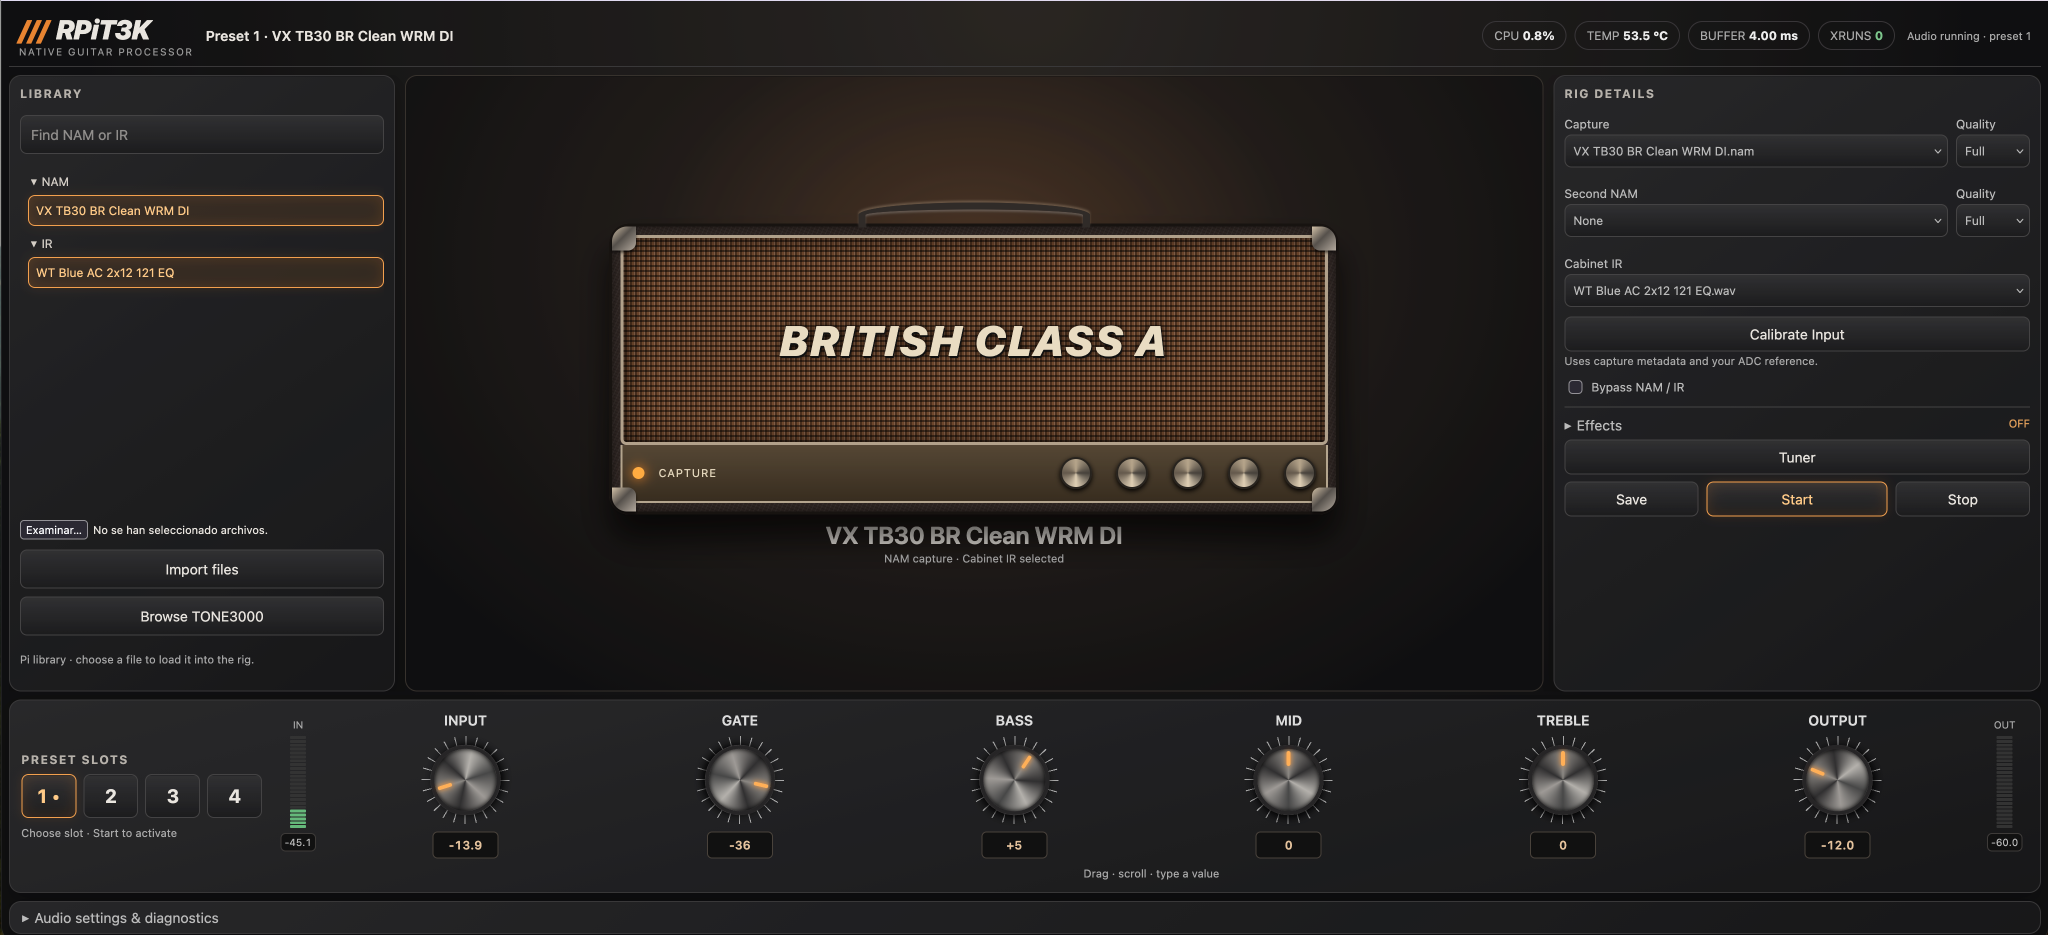 RPiT3K
NATIVE GUITAR PROCESSOR
Preset 1 · VX TB30 BR Clean WRM DI
CPU 0.8%
TEMP 53.5 °C
BUFFER 4.00 ms
XRUNS 0
Audio running · preset 1
LIBRARY
Find NAM or IR
▾ NAM
VX TB30 BR Clean WRM DI
▾ IR
WT Blue AC 2x12 121 EQ
Examinar... No se han seleccionado archivos.
Import files
Browse TONE3000
Pi library · choose a file to load it into the rig.
BRITISH CLASS A
CAPTURE
VX TB30 BR Clean WRM DI
NAM capture · Cabinet IR selected
RIG DETAILS
Capture Quality
VX TB30 BR Clean WRM DI.nam Full
Second NAM Quality
None Full
Cabinet IR
WT Blue AC 2x12 121 EQ.wav
Calibrate Input
Uses capture metadata and your ADC reference.
Bypass NAM / IR
▸ Effects OFF
Tuner
Save Start Stop
PRESET SLOTS
1 • 2 3 4
Choose slot · Start to activate
IN
-45.1
INPUT
-13.9
GATE
-36
BASS
+5
MID
0
TREBLE
0
OUTPUT
-12.0
OUT
-60.0
Drag · scroll · type a value
▸ Audio settings & diagnostics